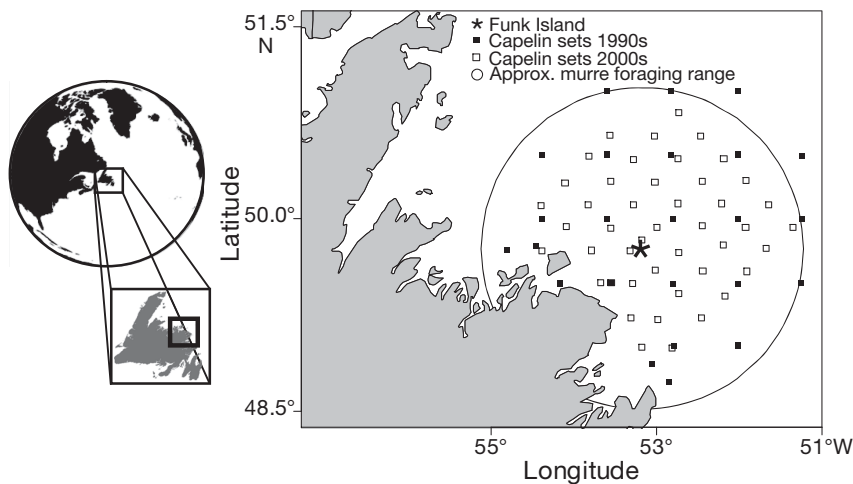 51.5°
N
50.0°
48.5°
Latitude
Funk Island
Capelin sets 1990s
Capelin sets 2000s
Approx. murre foraging range
55°
53°
51°W
Longitude